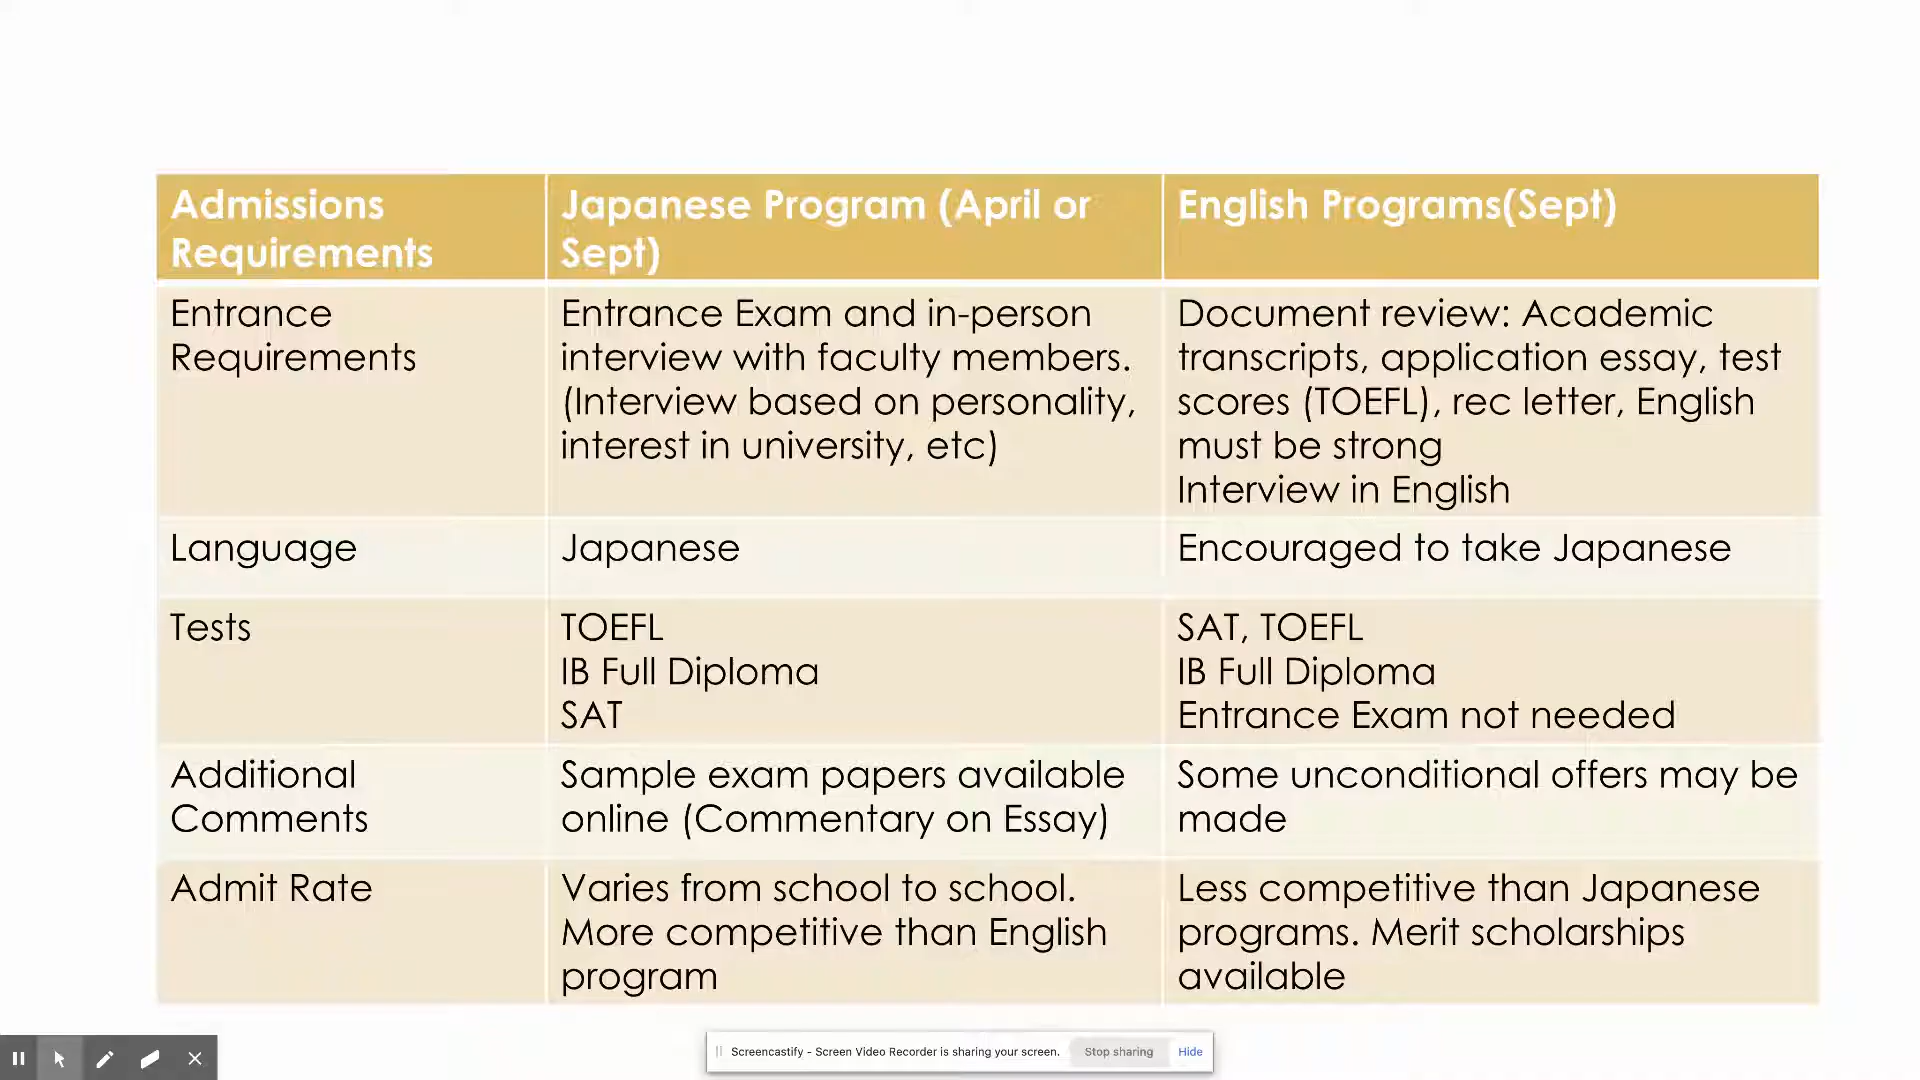 Admissions
Requirements
Japanese Program (April or
Sept)
English Programs(Sept)
Entrance
Requirements
Entrance Exam and in-person
interview with faculty members.
(Interview based on personality,
interest in university, etc)
Document review: Academic
transcripts, application essay, test
scores (TOEFL), rec letter, English
must be strong
Interview in English
Language
Japanese
Encouraged to take Japanese
Tests
TOEFL
IB Full Diploma
SAT
SAT, TOEFL
IB Full Diploma
Entrance Exam not needed
Additional
Comments
Sample exam papers available
online (Commentary on Essay)
Some unconditional offers may be
made
Admit Rate
Varies from school to school.
More competitive than English
program
Less competitive than Japanese
programs. Merit scholarships
available
Screencastify - Screen Video Recorder is sharing your screen.
Stop sharing
Hide